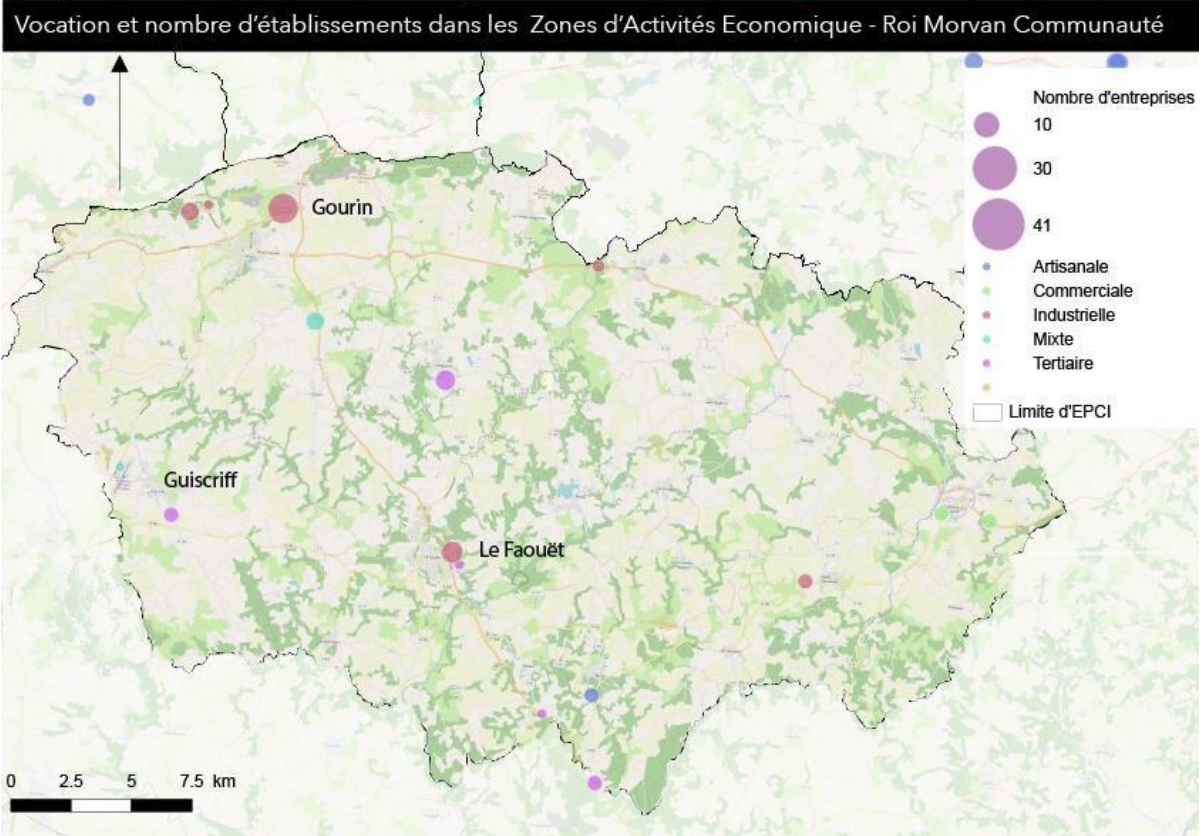 Vocation et nombre d'établissements dans les Zones d'Activités Economique - Roi Morvan Communauté
Nombre d'entreprises
10
30
41
Artisanale
Commerciale
Industrielle
Mixte
Tertiaire
Limite d'EPCI
Gourin
Guiscriff
Le Faouët
0 2.5 5 7.5 km